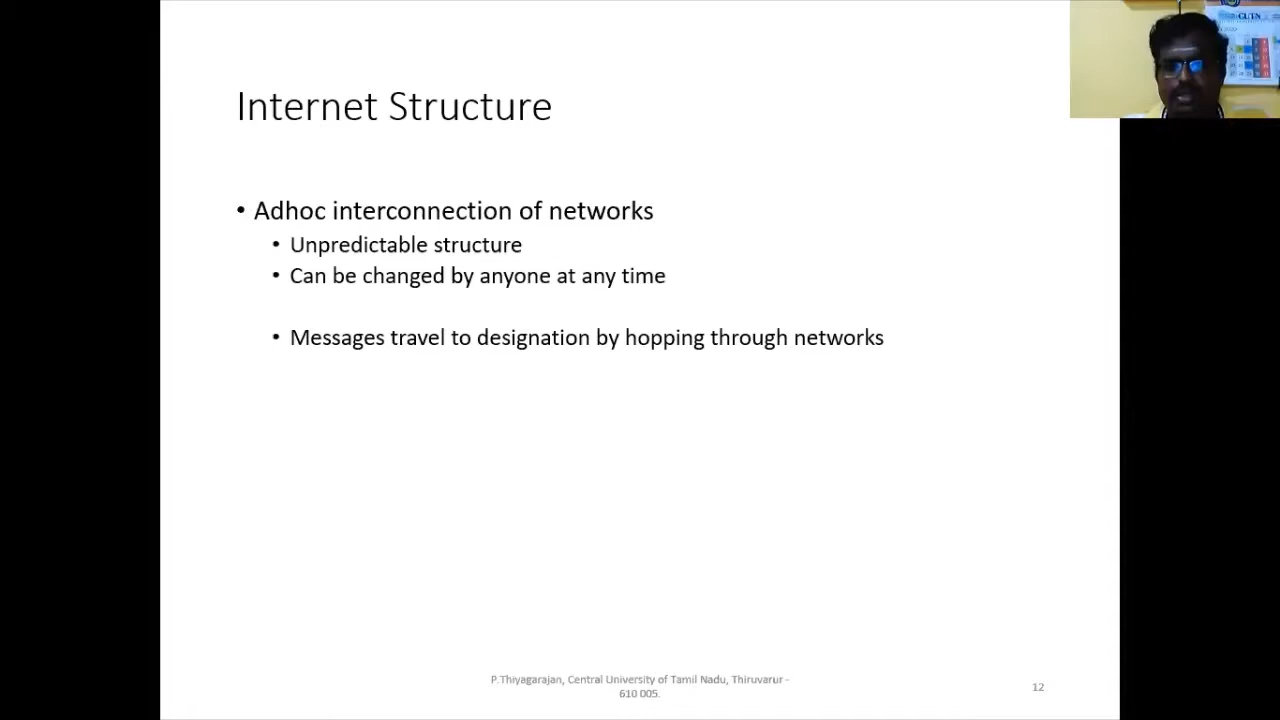 CUTN
Internet Structure
• Adhoc interconnection of networks
• Unpredictable structure
• Can be changed by anyone at any time
• Messages travel to designation by hopping through networks
P.Thiyagarajan, Central University of Tamil Nadu, Thiruvarur -
610 005.
12